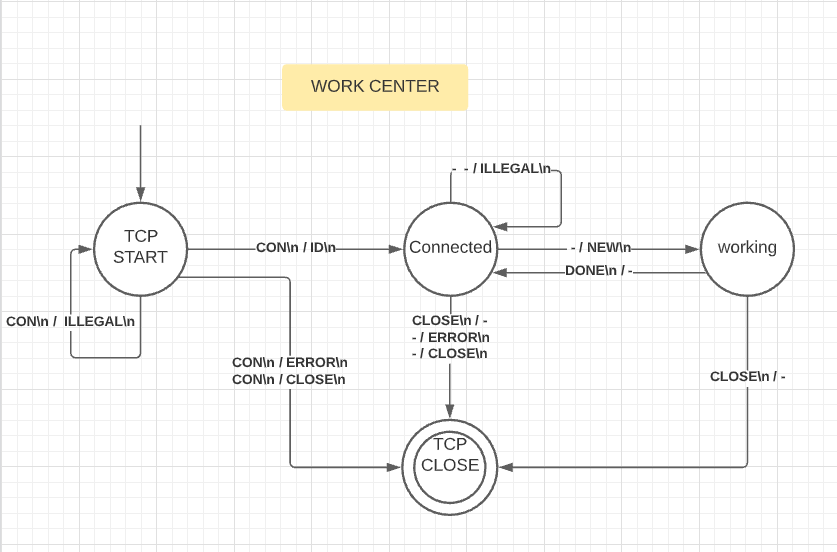 WORK CENTER
- - / ILLEGAL\n
TCP
START
CON\n / ID\n
Connected
- / NEW\n
working
DONE\n / -
CON\n /  ILLEGAL\n
CLOSE\n / -
- / ERROR\n
- / CLOSE\n
CON\n / ERROR\n
CON\n / CLOSE\n
CLOSE\n / -
TCP
CLOSE